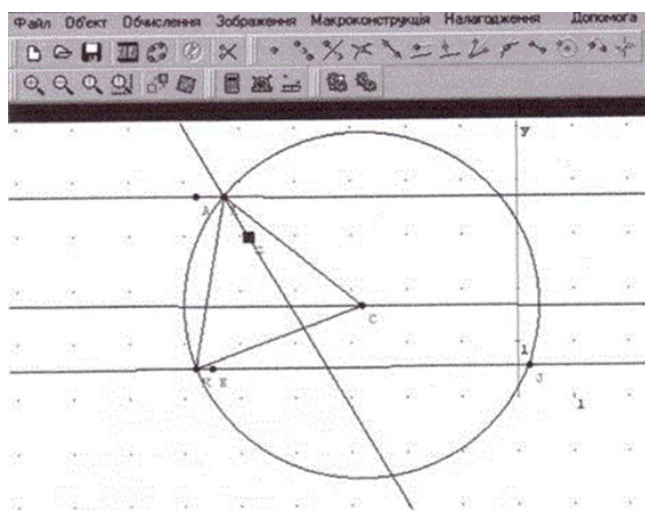 Файл Об'єкт Обчислення Зображення Макроконструкція Налагодження Допомога
y
A
C
1
K E J
1